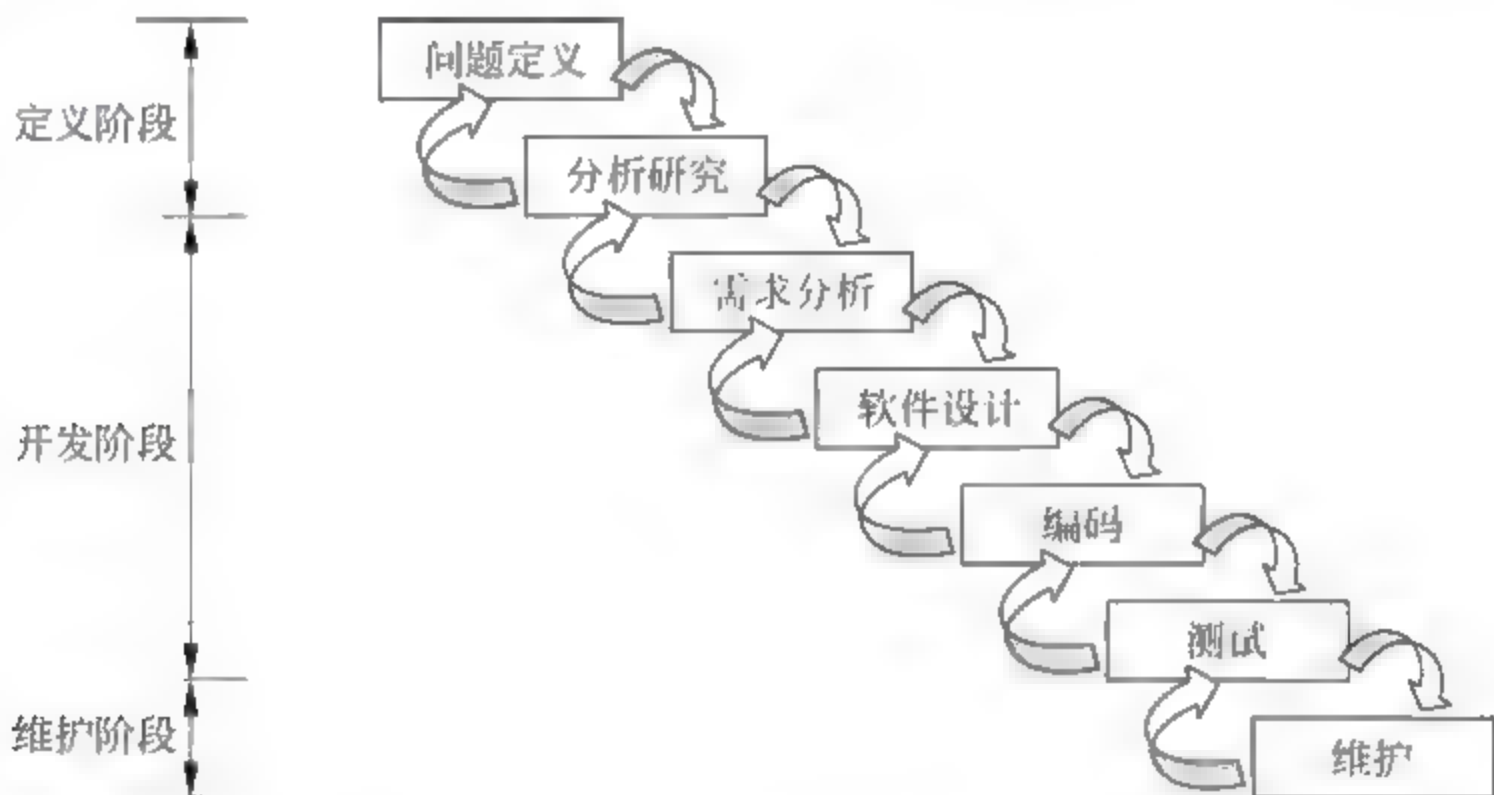 问题定义
定义阶段
分析研究
需求分析
软件设计
开发阶段
编码
测试
维护阶段
维护